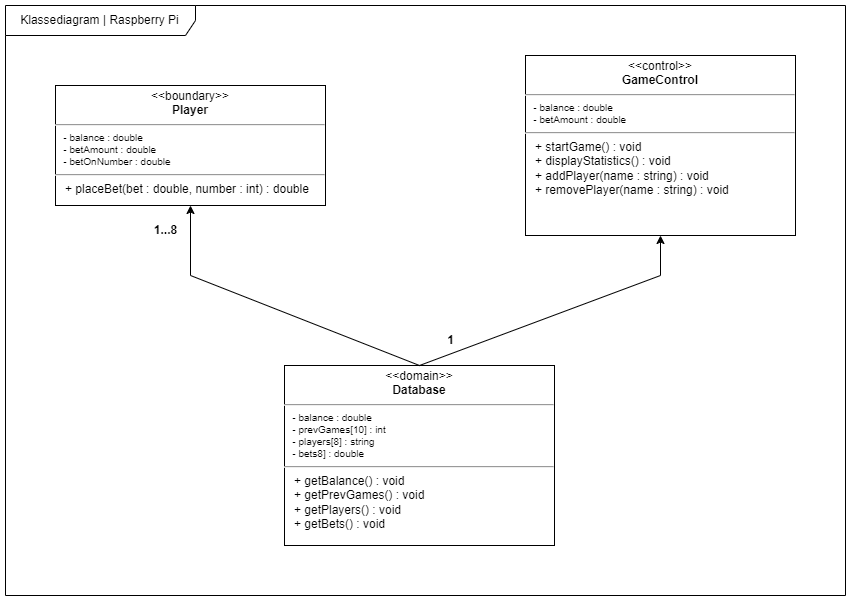 Klassediagram | Raspberry Pi
<<boundary>>
Player
- balance : double
- betAmount : double
- betOnNumber : double
+ placeBet(bet : double, number : int) : double
1...8
<<control>>
GameControl
- balance : double
- betAmount : double
+ startGame() : void
+ displayStatistics() : void
+ addPlayer(name : string) : void
+ removePlayer(name : string) : void
1
<<domain>>
Database
- balance : double
- prevGames[10] : int
- players[8] : string
- bets8] : double
+ getBalance() : void
+ getPrevGames() : void
+ getPlayers() : void
+ getBets() : void